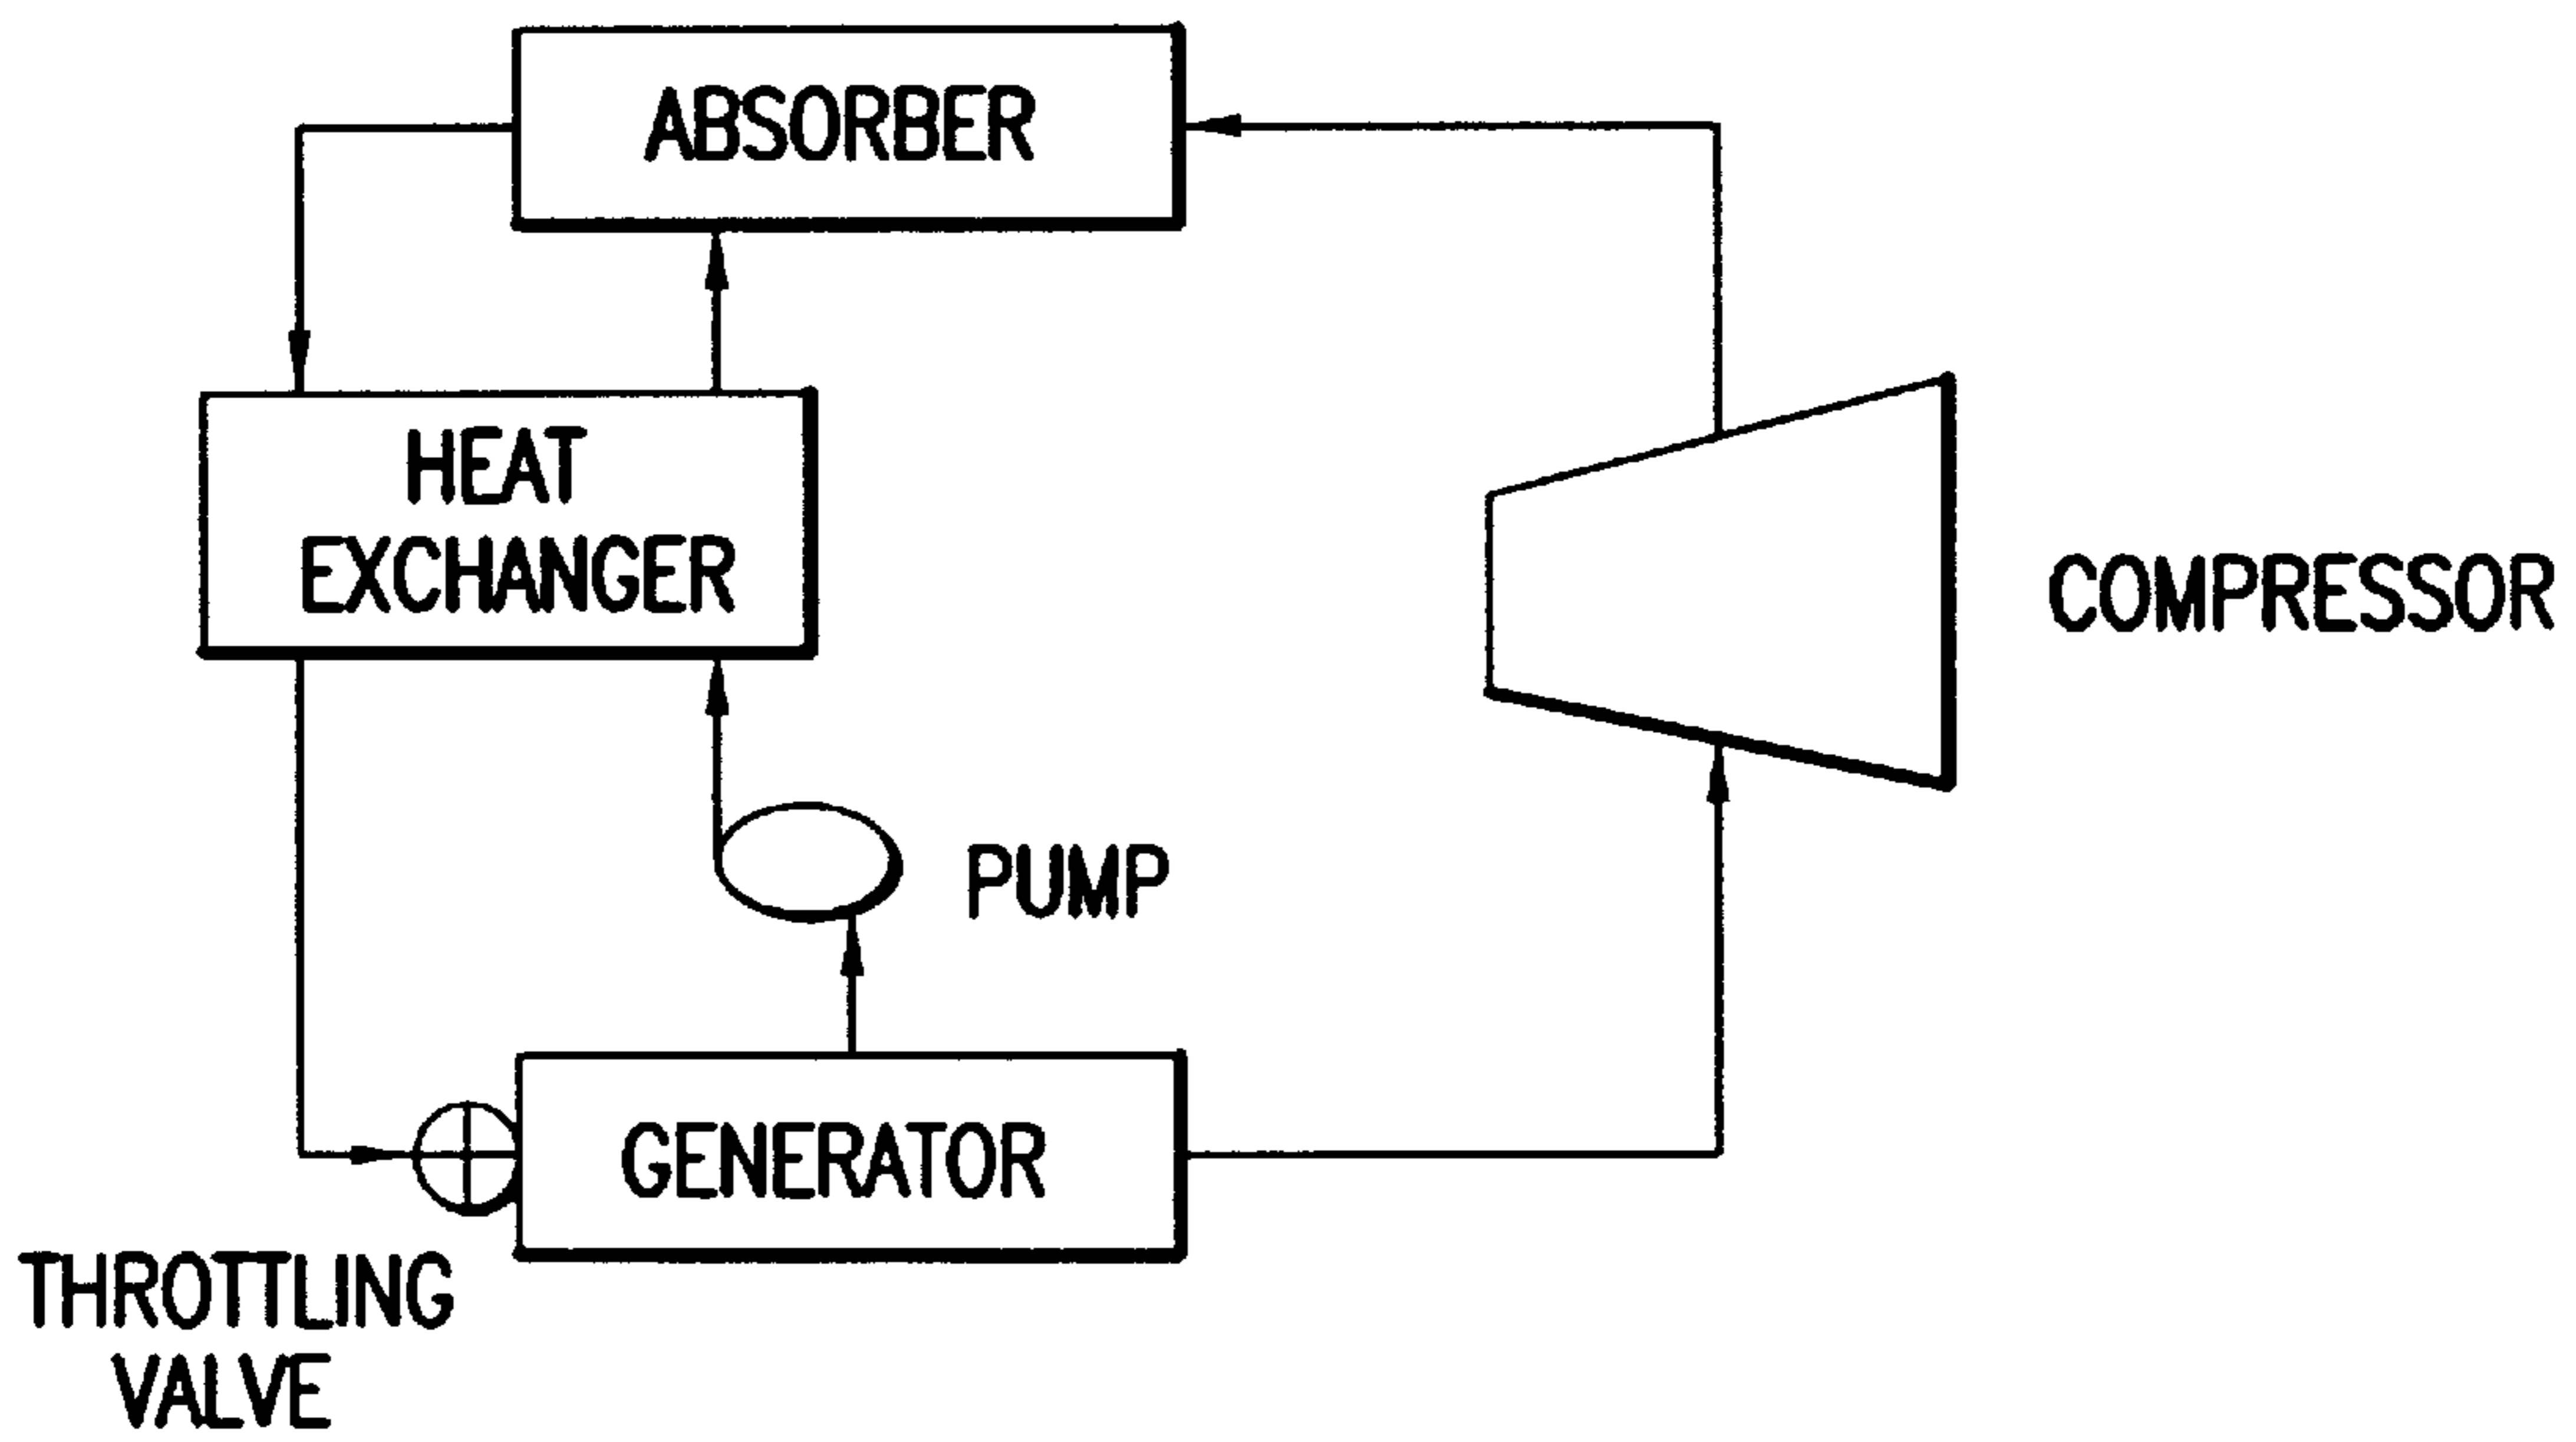 ABSORBER
HEAT
EXCHANGER
COMPRESSOR
PUMP
GENERATOR
THROTTLING
VALVE